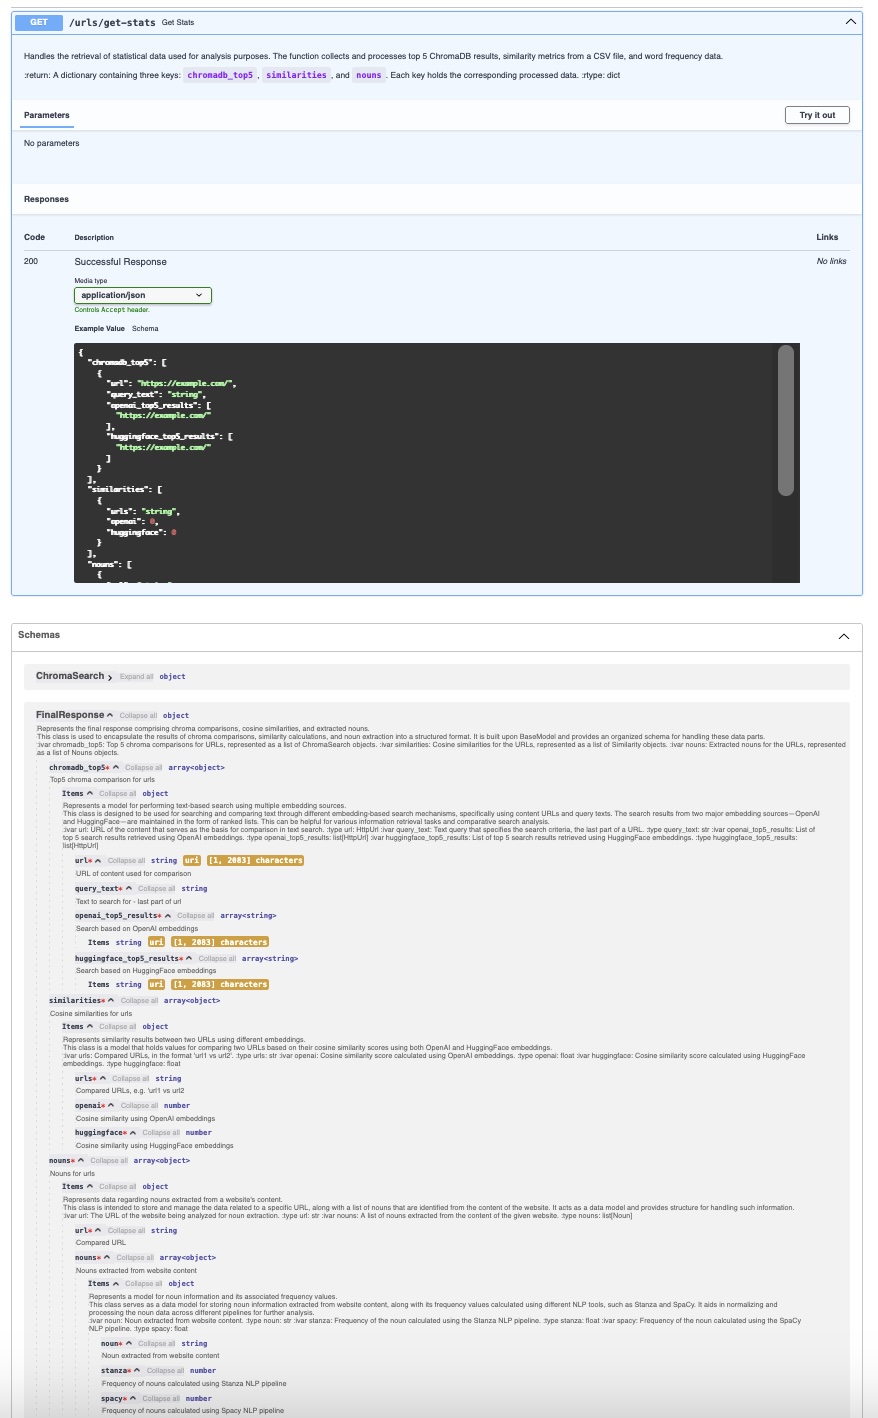 GET /urls/get-stats Get Stats
Handles the retrieval of statistical data used for analysis purposes. The function collects and processes top 5 ChromaDB results, similarity metrics from a CSV file, and word frequency data.
:return: A dictionary containing three keys: chromadb_top5 , similarities , and nouns . Each key holds the corresponding processed data. :rtype: dict
Parameters
Try it out
No parameters
Responses
Code Description Links
200 Successful Response No links
Media type
application/json
Controls Accept header.
Example Value Schema
{
"chromadb_top5": [
{
"url": "https://example.com/",
"query_text": "string",
"openai_top5_results": [
"https://example.com/"
],
"huggingface_top5_results": [
"https://example.com/"
]
}
],
"similarities": [
{
"urls": "string",
"openai": 0,
"huggingface": 0
}
],
"nouns": [
{
Schemas
ChromaSearch Expand all object
FinalResponse Collapse all object
Represents the final response comprising chroma comparisons, cosine similarities, and extracted nouns.
This class is used to encapsulate the results of chroma comparisons, similarity calculations, and noun extraction into a structured format. It is built upon BaseModel and provides an organized schema for handling these data parts.
:ivar chromadb_top5: Top 5 chroma comparisons for URLs, represented as a list of ChromaSearch objects. :ivar similarities: Cosine similarities for the URLs, represented as a list of Similarity objects. :ivar nouns: Extracted nouns for the URLs, represented
as a list of Nouns objects.
chromadb_top5* Collapse all array<object>
Top5 chroma comparison for urls
Items Collapse all object
Represents a model for performing text-based search using multiple embedding sources.
This class is designed to be used for searching and comparing text through different embedding-based search mechanisms, specifically using content URLs and query texts. The search results from two major embedding sources—OpenAI
and HuggingFace—are maintained in the form of ranked lists. This can be helpful for various information retrieval tasks and comparative search analysis.
:ivar url: URL of the content that serves as the basis for comparison in text search. :type url: HttpUrl :ivar query_text: Text query that specifies the search criteria, the last part of a URL. :type query_text: str :ivar openai_top5_results: List of
top 5 search results retrieved using OpenAI embeddings. :type openai_top5_results: list[HttpUrl] :ivar huggingface_top5_results: List of top 5 search results retrieved using HuggingFace embeddings. :type huggingface_top5_results:
list[HttpUrl]
url* Collapse all string uri [1, 2083] characters
URL of content used for comparison
query_text* Collapse all string
Text to search for - last part of url
openai_top5_results* Collapse all array<string>
Search based on OpenAI embeddings
Items string uri [1, 2083] characters
huggingface_top5_results* Collapse all array<string>
Search based on HuggingFace embeddings
Items string uri [1, 2083] characters
similarities* Collapse all array<object>
Cosine similarities for urls
Items Collapse all object
Represents similarity results between two URLs using different embeddings.
This class is a model that holds values for comparing two URLs based on their cosine similarity scores using both OpenAI and HuggingFace embeddings.
:ivar urls: Compared URLs, in the format 'url1 vs url2'. :type urls: str :ivar openai: Cosine similarity score calculated using OpenAI embeddings. :type openai: float :ivar huggingface: Cosine similarity score calculated using HuggingFace
embeddings. :type huggingface: float
urls* Collapse all string
Compared URLs, e.g. 'url1 vs url2
openai* Collapse all number
Cosine similarity using OpenAI embeddings
huggingface* Collapse all number
Cosine similarity using HuggingFace embeddings
nouns* Collapse all array<object>
Nouns for urls
Items Collapse all object
Represents data regarding nouns extracted from a website's content.
This class is intended to store and manage the data related to a specific URL, along with a list of nouns that are identified from the content of the website. It acts as a data model and provides structure for handling such information.
:ivar url: The URL of the website being analyzed for noun extraction. :type url: str :ivar nouns: A list of nouns extracted from the content of the given website. :type nouns: list[Noun]
url* Collapse all string
Compared URL
nouns* Collapse all array<object>
Nouns extracted from website content
Items Collapse all object
Represents a model for noun information and its associated frequency values.
This class serves as a data model for storing noun information extracted from website content, along with its frequency values calculated using different NLP tools, such as Stanza and SpaCy. It aids in normalizing and
processing the noun data across different pipelines for further analysis.
:ivar noun: Noun extracted from website content. :type noun: str :ivar stanza: Frequency of the noun calculated using the Stanza NLP pipeline. :type stanza: float :ivar spacy: Frequency of the noun calculated using the SpaCy
NLP pipeline. :type spacy: float
noun* Collapse all string
Noun extracted from website content
stanza* Collapse all number
Frequency of nouns calculated using Stanza NLP pipeline
spacy* Collapse all number
Frequency of nouns calculated using Spacy NLP pipeline